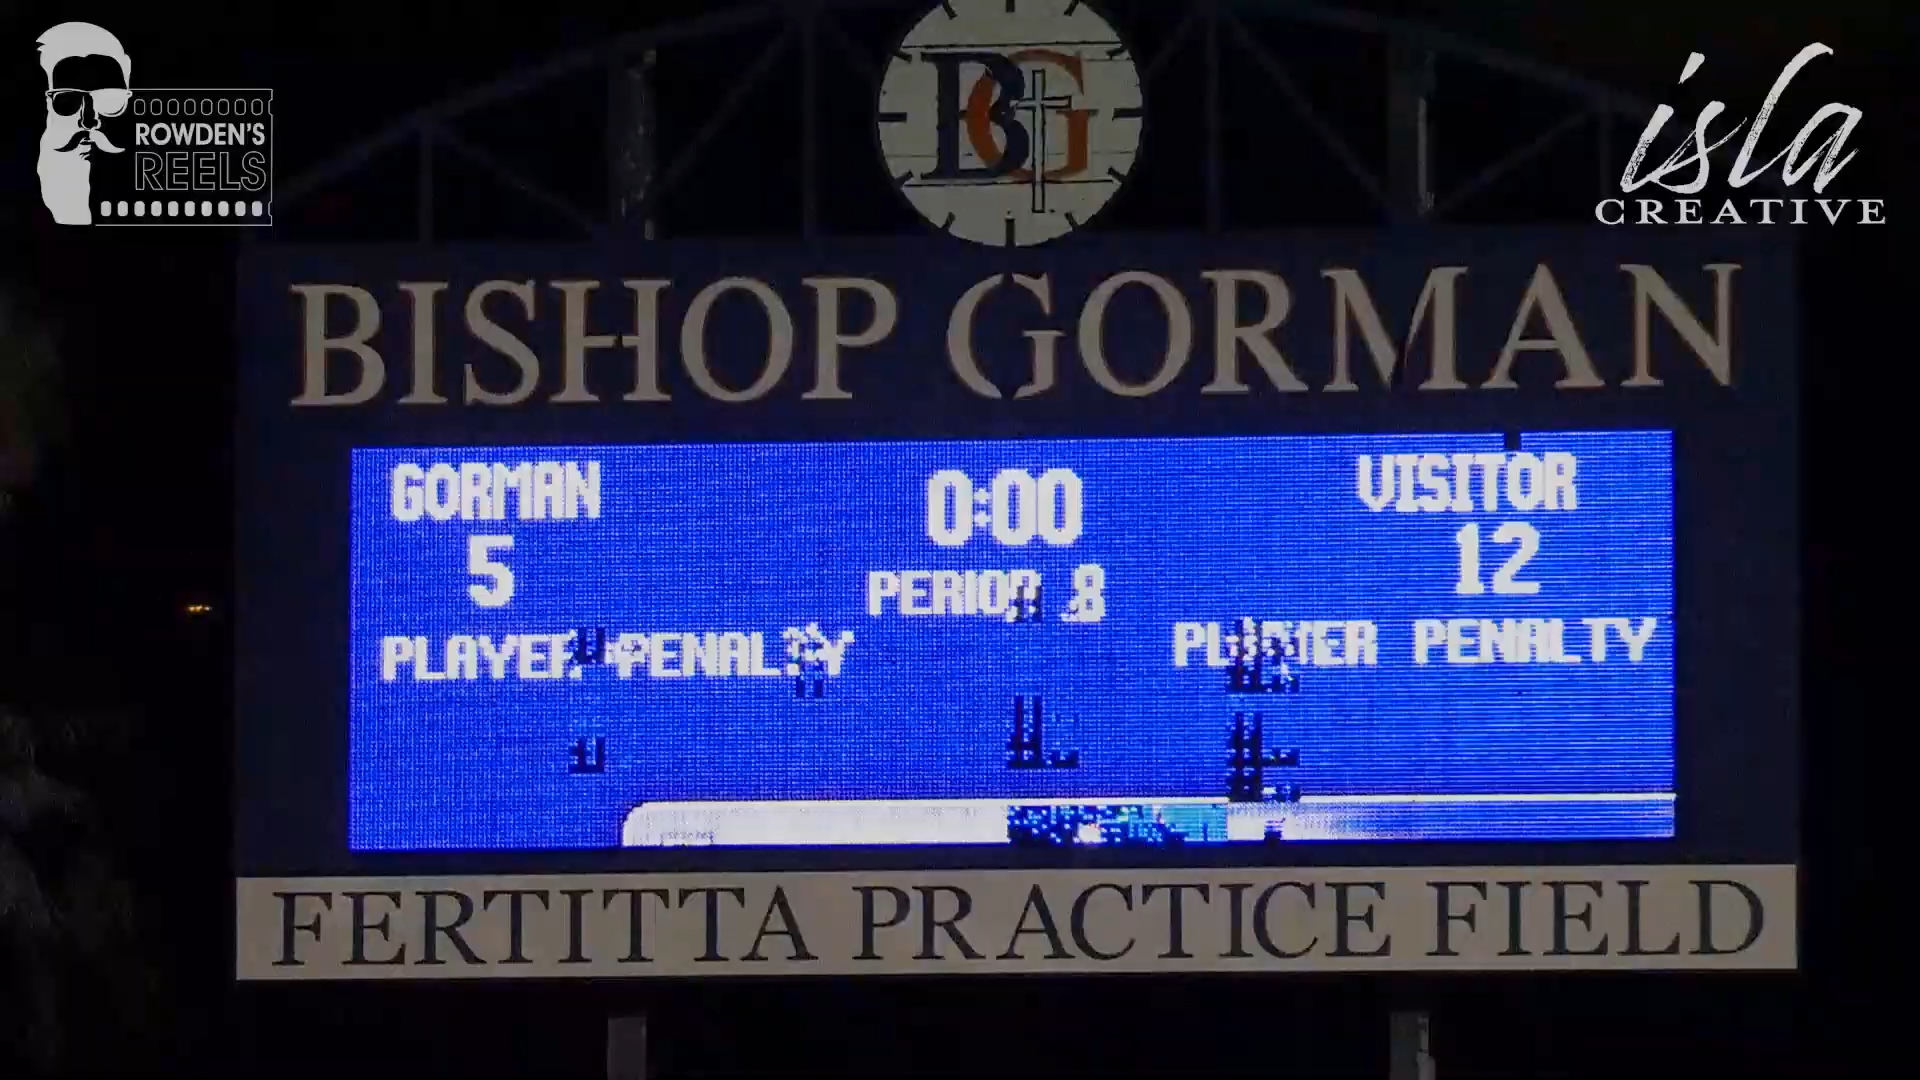 ROWDEN'S
REELS
isla
CREATIVE
BG
BISHOP GORMAN
GORMAN 0:00 VISITOR
5 12
PERIOD 8
PLAYER PENALTY PLAYER PENALTY
FERTITTA PRACTICE FIELD